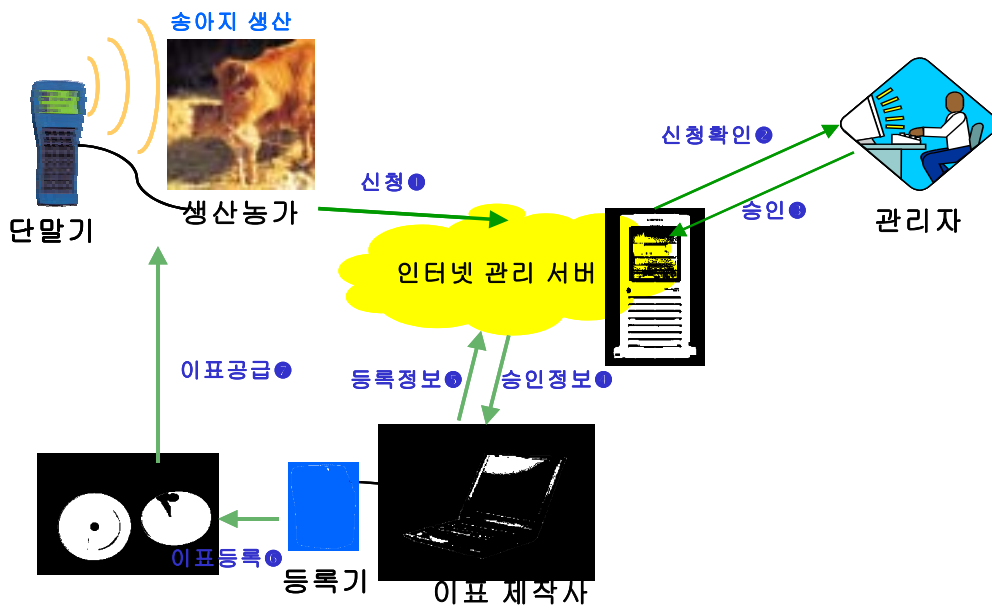 송아지 생산
단말기
생산농가
신청❶
신청확인❷
승인❸
관리자
인터넷 관리 서버
이표공급❼
등록정보❺
승인정보❹
이표등록❻
등록기
이표 제작사